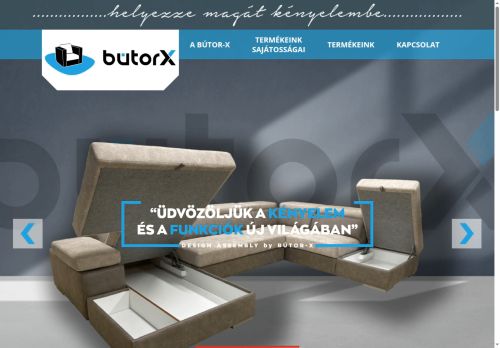 ...........helyezze magát kényelembe...........
bútorX
A BÚTOR-X
TERMÉKEINK
SAJÁTOSSÁGAI
TERMÉKEINK
KAPCSOLAT
bútorX
“ÜDVÖZÖLJÜK A KÉNYELEM
ÉS A FUNKCIÓK ÚJ VILÁGÁBAN”
DESIGN ASSEMBLY by BÚTOR-X